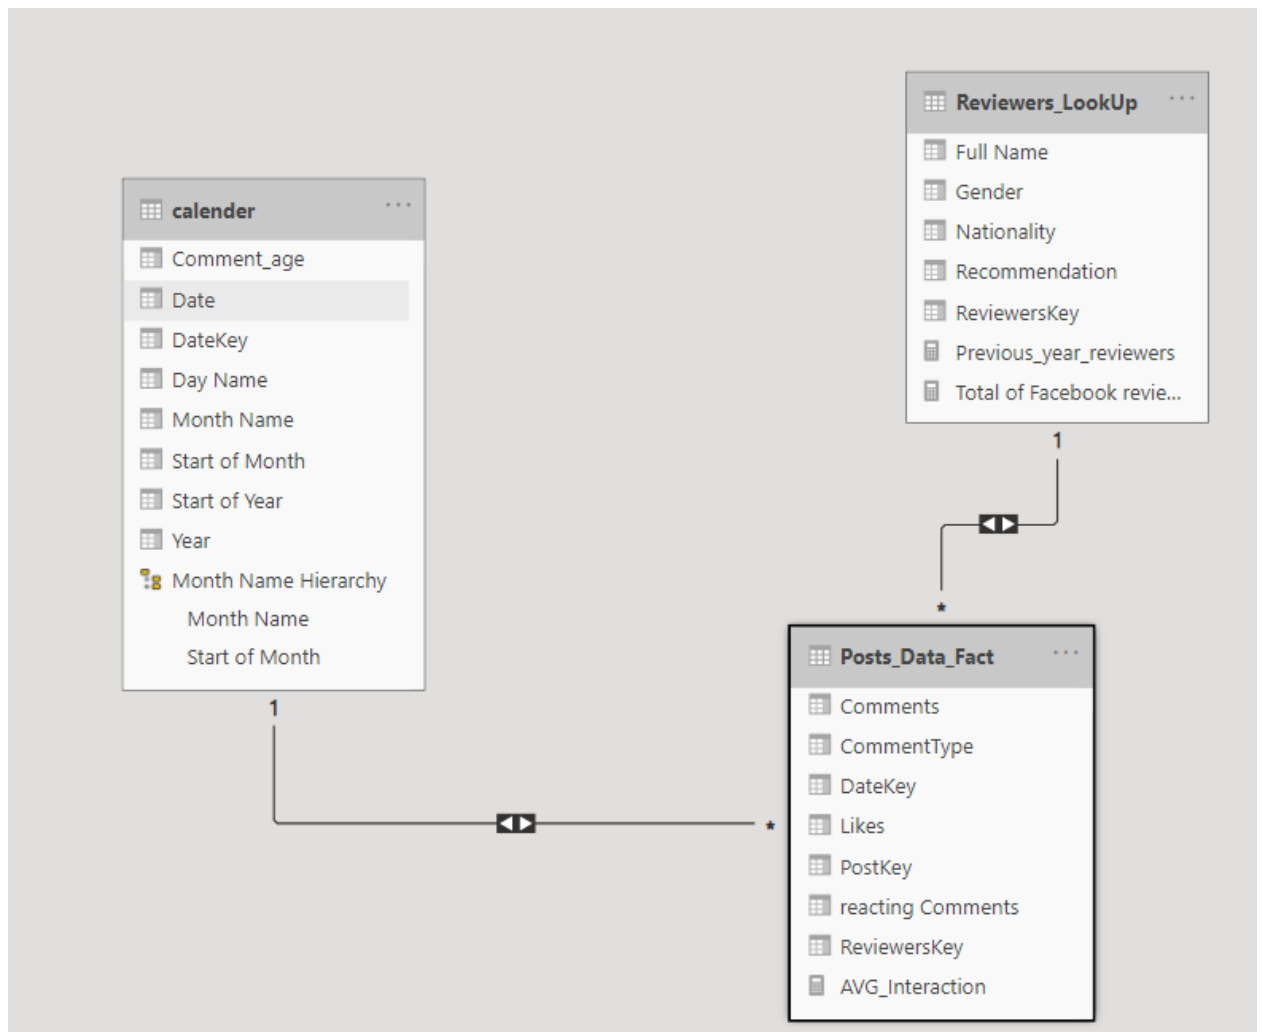 calender
Comment_age
Date
DateKey
Day Name
Month Name
Start of Month
Start of Year
Year
Month Name Hierarchy
Month Name
Start of Month
1
Reviewers_LookUp
Full Name
Gender
Nationality
Recommendation
ReviewersKey
Previous_year_reviewers
Total of Facebook revie...
1
*
Posts_Data_Fact
Comments
CommentType
DateKey
Likes
PostKey
reacting Comments
ReviewersKey
AVG_Interaction
*